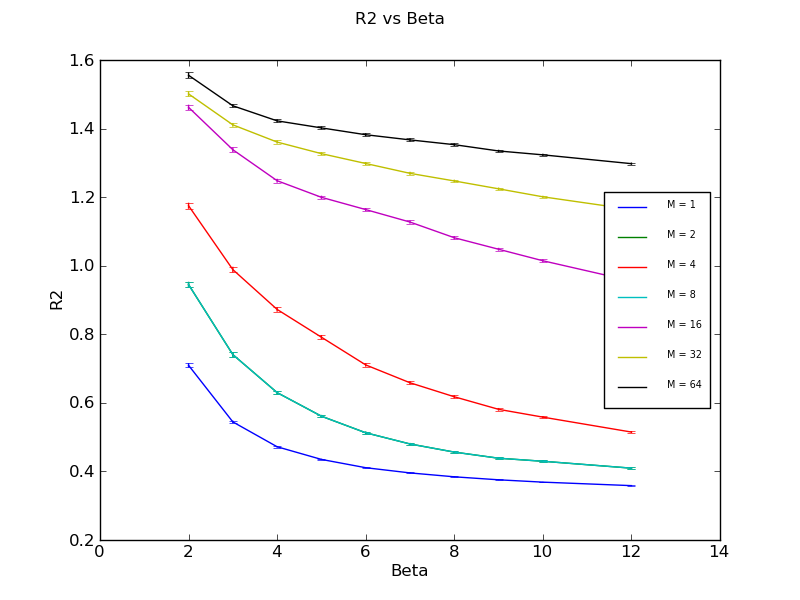 R2 vs Beta
1.6
1.4
1.2
1.0
0.8
0.6
0.4
0.2
R2
M = 1
M = 2
M = 4
M = 8
M = 16
M = 32
M = 64
0 2 4 6 8 10 12 14
Beta